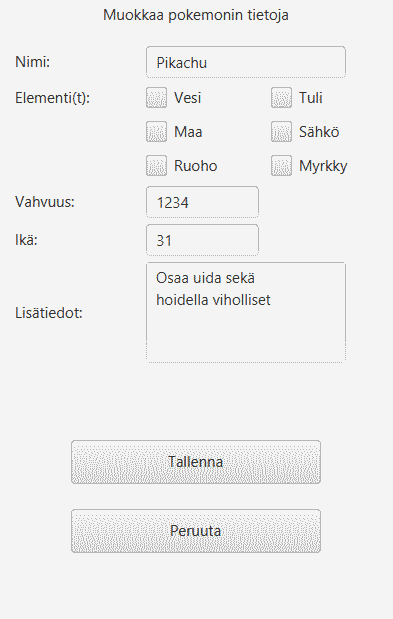 Muokkaa pokemonin tietoja
Nimi: Pikachu
Elementi(t): Vesi Tuli
Maa Sähkö
Ruoho Myrkky
Vahvuus: 1234
Ikä: 31
Osaa uida sekä
hoidella viholliset
Lisätiedot:
Tallenna
Peruuta